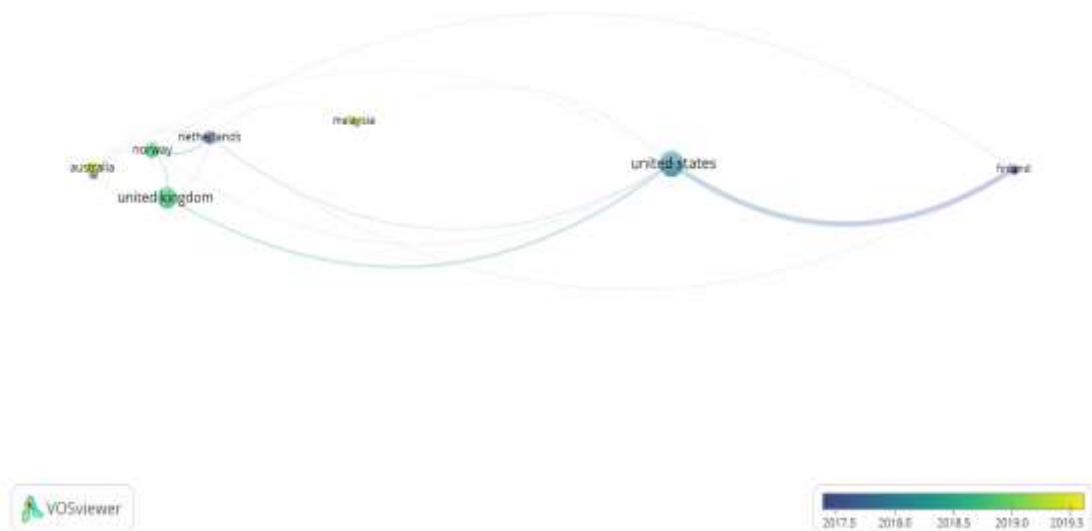 malaysia
netherlands
norway
united states
australia
finland
united kingdom
VOSviewer
2017.5 2018.0 2018.5 2019.0 2019.5